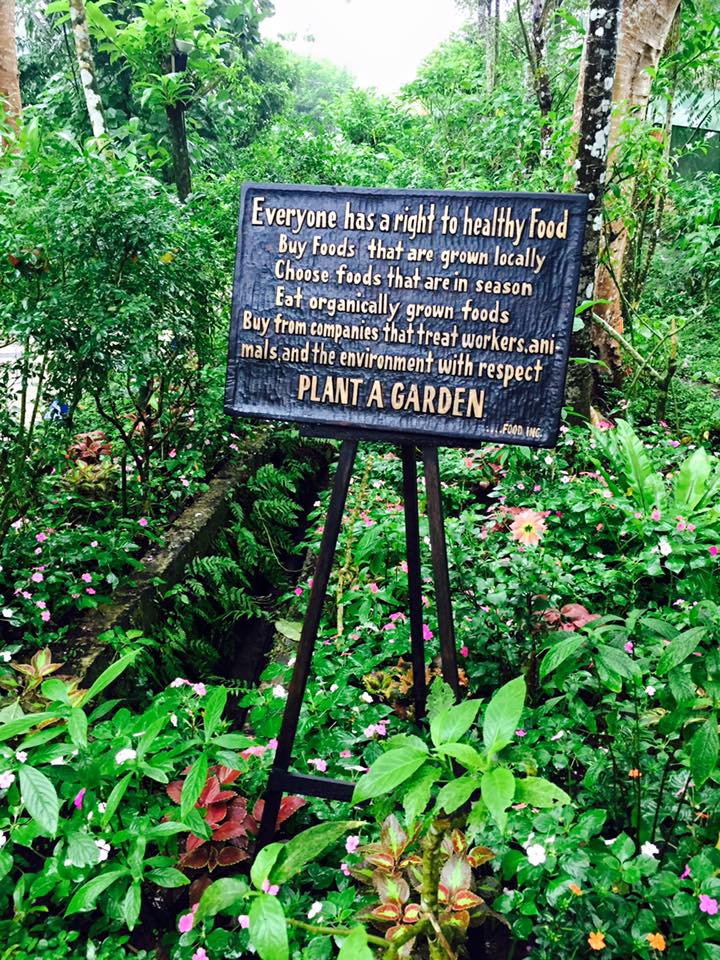 Everyone has a right to healthy Food
Buy Foods that are grown locally
Choose foods that are in season
Eat organically grown foods
Buy from companies that treat workers, ani-
mals, and the environment with respect
PLANT A GARDEN
.....FOOD INC.